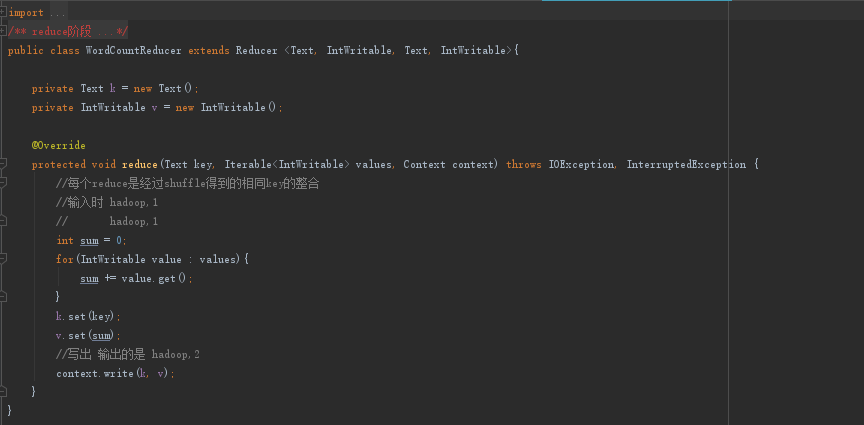 import ...
/** reduce阶段 ...*/
public class WordCountReducer extends Reducer <Text, IntWritable, Text, IntWritable>{
private Text k = new Text();
private IntWritable v = new IntWritable();
@Override
protected void reduce(Text key, Iterable<IntWritable> values, Context context) throws IOException, InterruptedException {
//每个reduce是经过shuffle得到的相同key的整合
//输入时 hadoop,1
//      hadoop,1
int sum = 0;
for(IntWritable value : values){
sum += value.get();
}
k.set(key);
v.set(sum);
//写出 输出的是 hadoop,2
context.write(k, v);
}
}